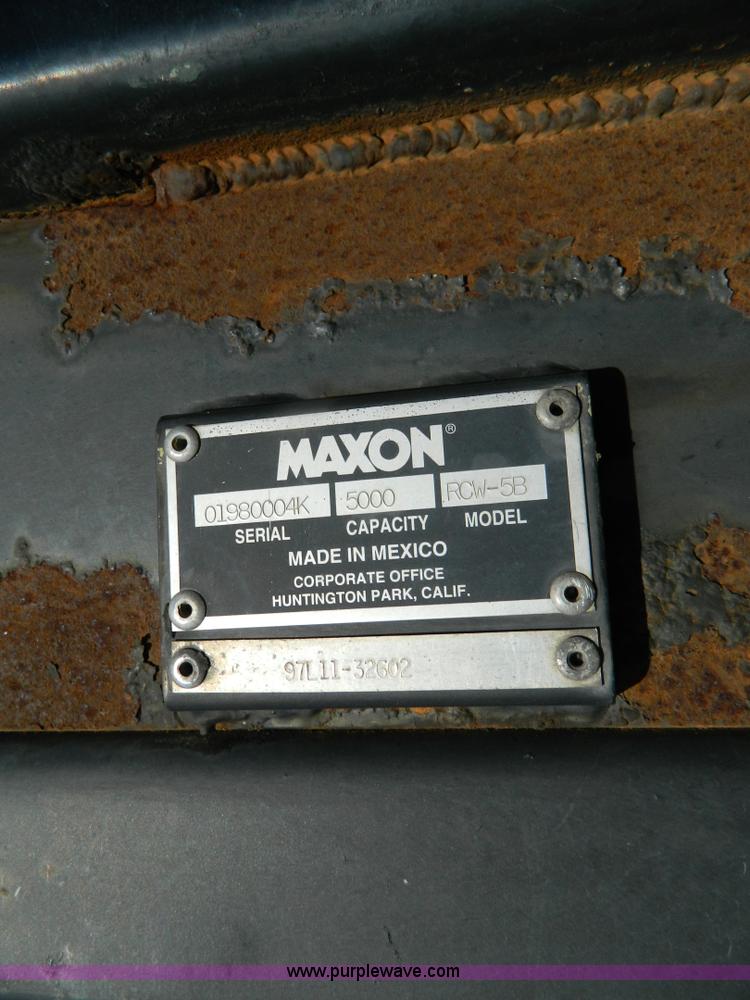 MAXON®
01980004K 5000 RCW-5B
SERIAL CAPACITY MODEL
MADE IN MEXICO
CORPORATE OFFICE
HUNTINGTON PARK, CALIF.
97L11-32602
www.purplewave.com